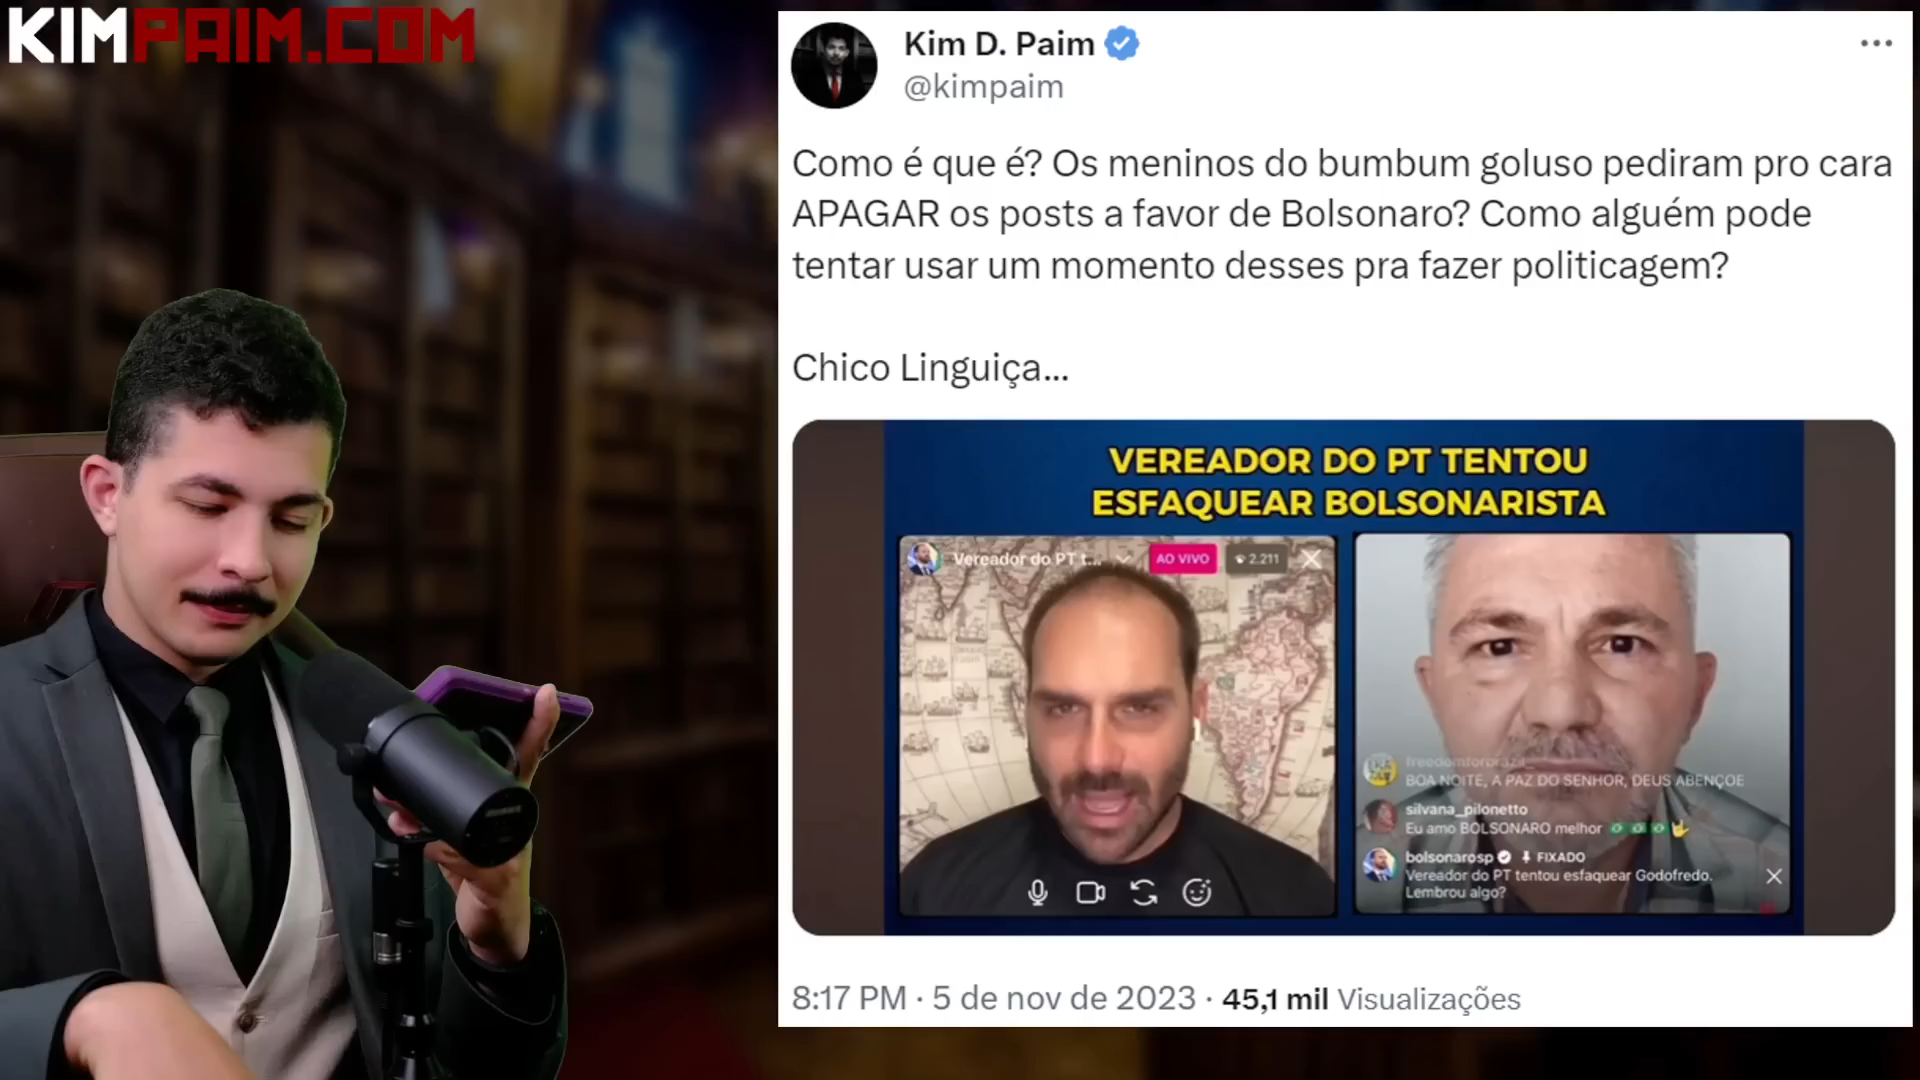 KIMPAIM.COM
Kim D. Paim
@kimpaim
Como é que é? Os meninos do bumbum goluso pediram pro cara
APAGAR os posts a favor de Bolsonaro? Como alguém pode
tentar usar um momento desses pra fazer politicagem?
Chico Linguiça...
VEREADOR DO PT TENTOU
ESFAQUEAR BOLSONARISTA
Vereador do PT t...
AO VIVO
2.211
freedomforbrazil
BOA NOITE, A PAZ DO SENHOR, DEUS ABENÇOE
silvana_pilonetto
Eu amo BOLSONARO melhor
bolsonarosp FIXADO
Vereador do PT tentou esfaquear Godofredo.
Lembrou algo?
8:17 PM · 5 de nov de 2023 · 45,1 mil Visualizações